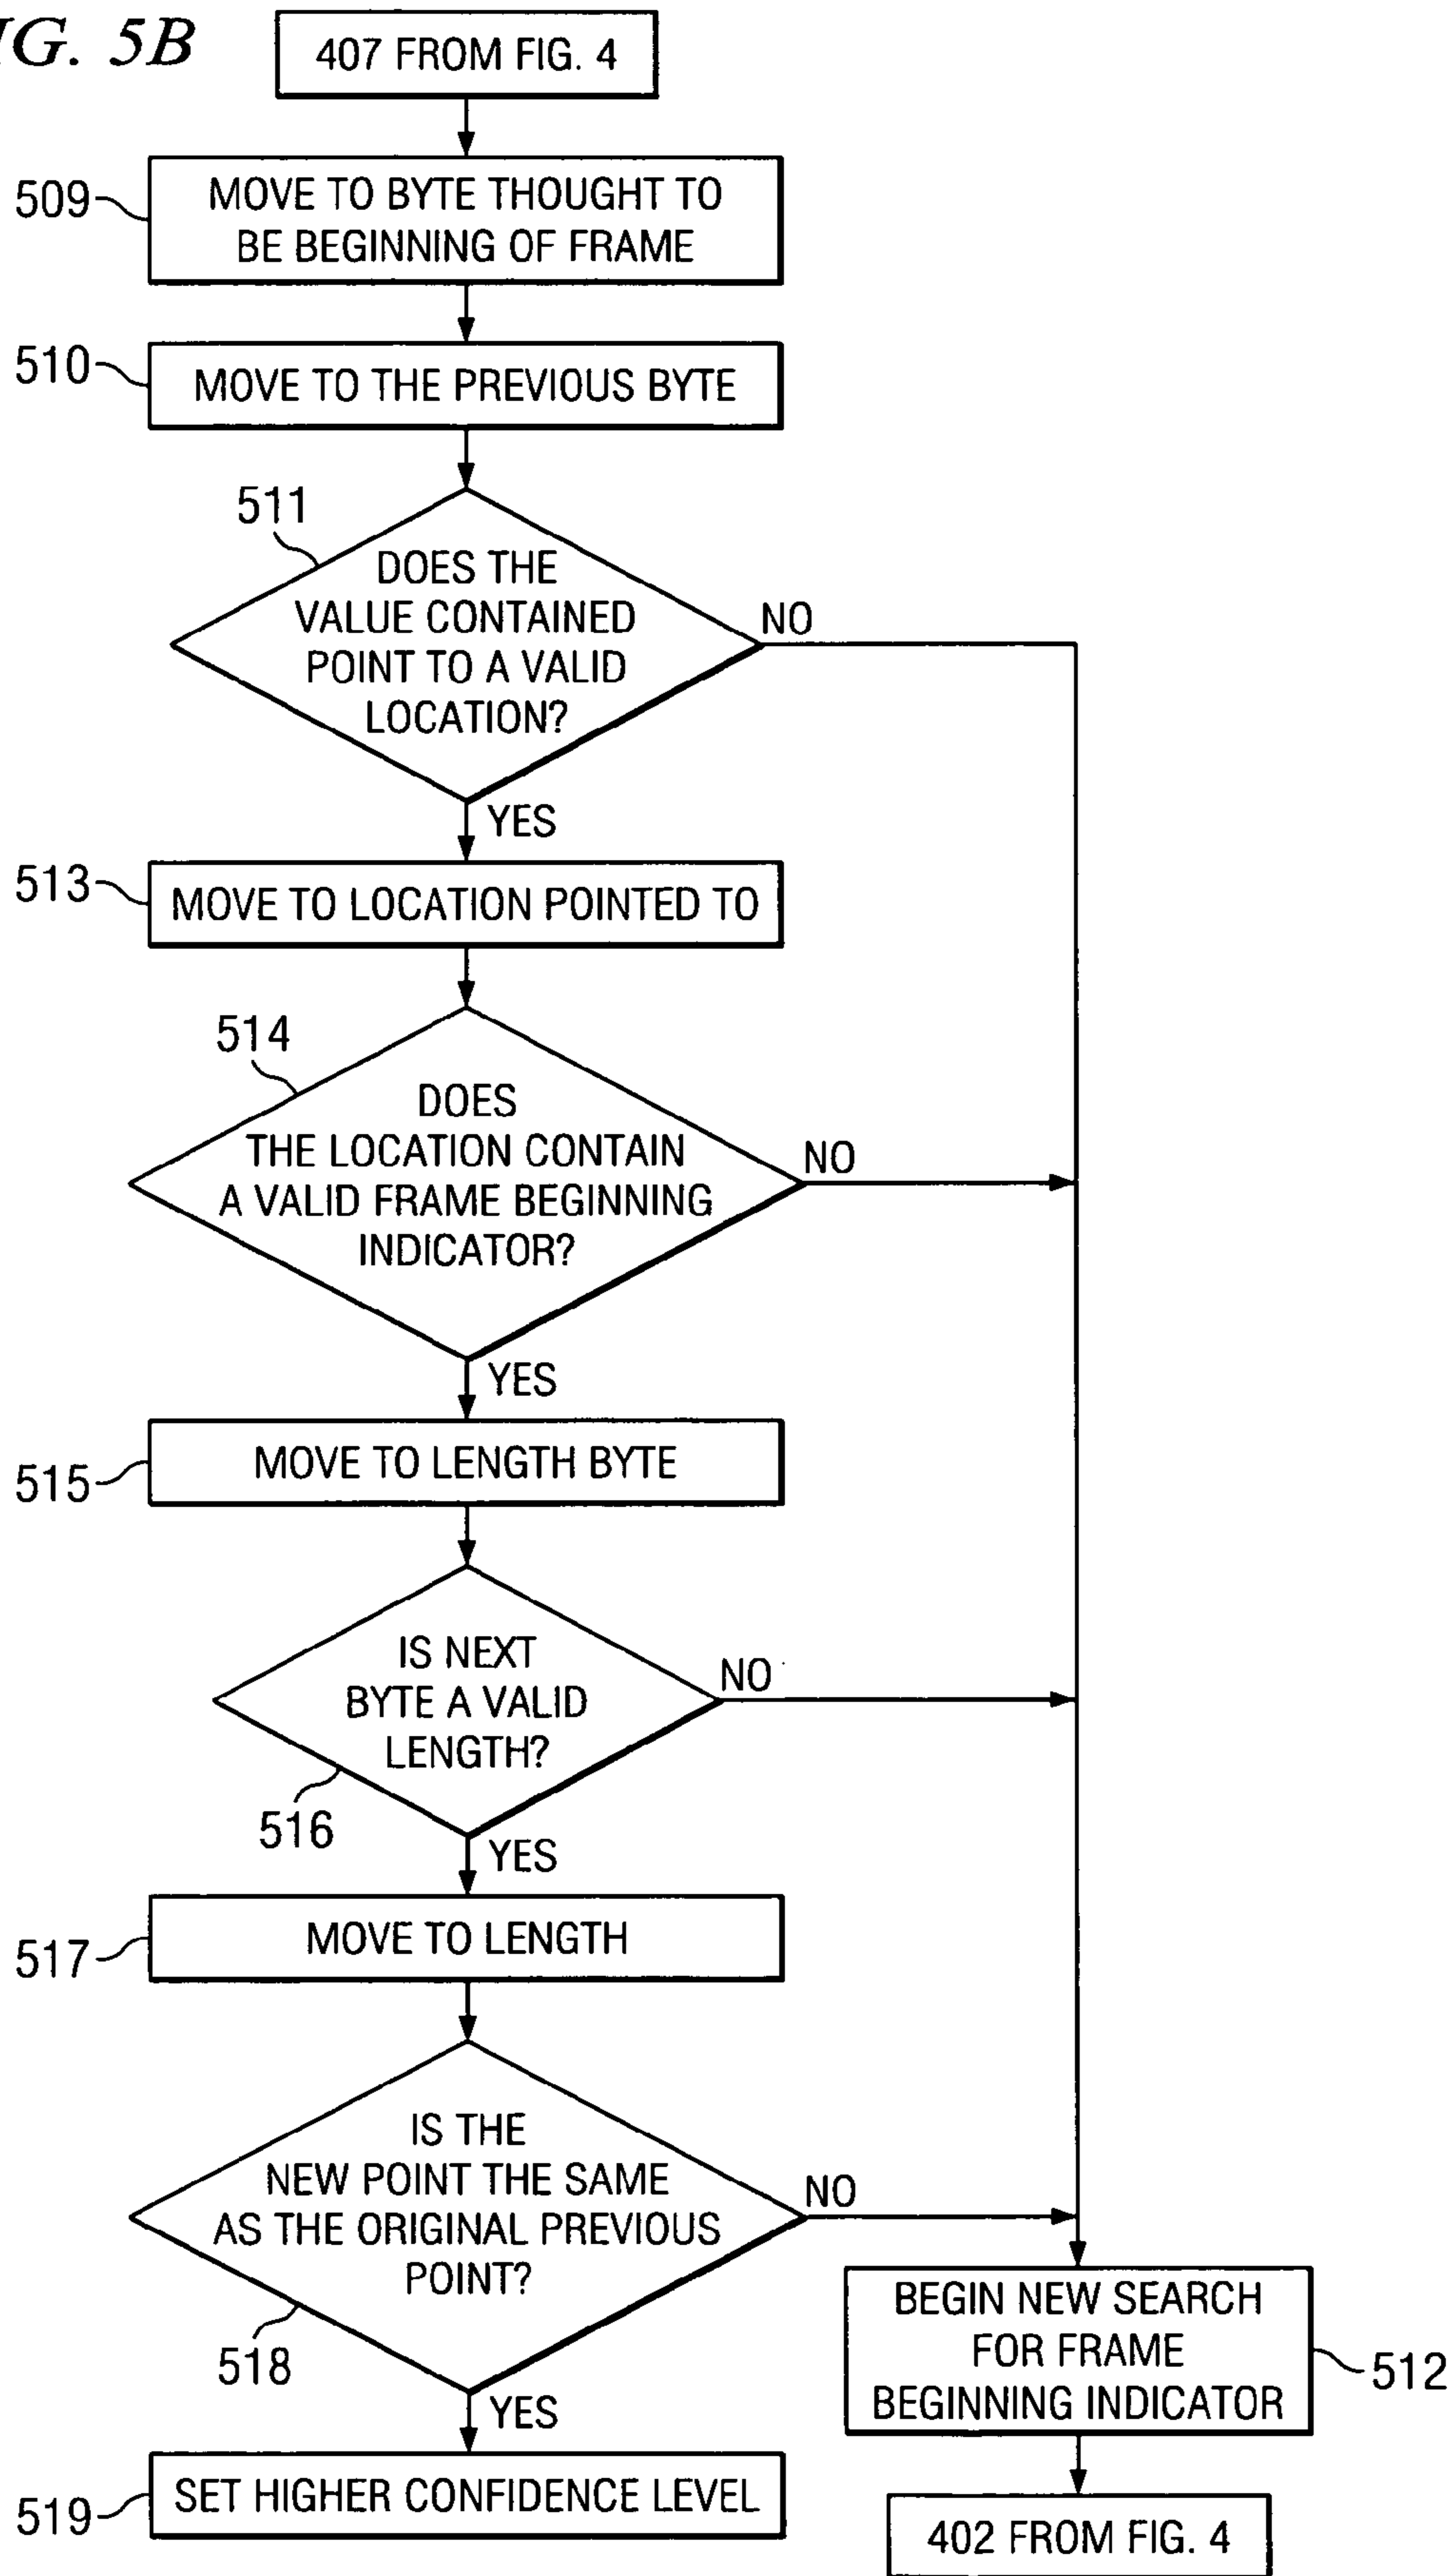 IG. 5B
407 FROM FIG. 4
509
MOVE TO BYTE THOUGHT TO
BE BEGINNING OF FRAME
510
MOVE TO THE PREVIOUS BYTE
511
DOES THE
VALUE CONTAINED
POINT TO A VALID
LOCATION?
NO
YES
513
MOVE TO LOCATION POINTED TO
514
DOES
THE LOCATION CONTAIN
A VALID FRAME BEGINNING
INDICATOR?
NO
YES
515
MOVE TO LENGTH BYTE
IS NEXT
BYTE A VALID
LENGTH?
NO
516
YES
517
MOVE TO LENGTH
IS THE
NEW POINT THE SAME
AS THE ORIGINAL PREVIOUS
POINT?
NO
518
YES
519
SET HIGHER CONFIDENCE LEVEL
BEGIN NEW SEARCH
FOR FRAME
BEGINNING INDICATOR
512
402 FROM FIG. 4